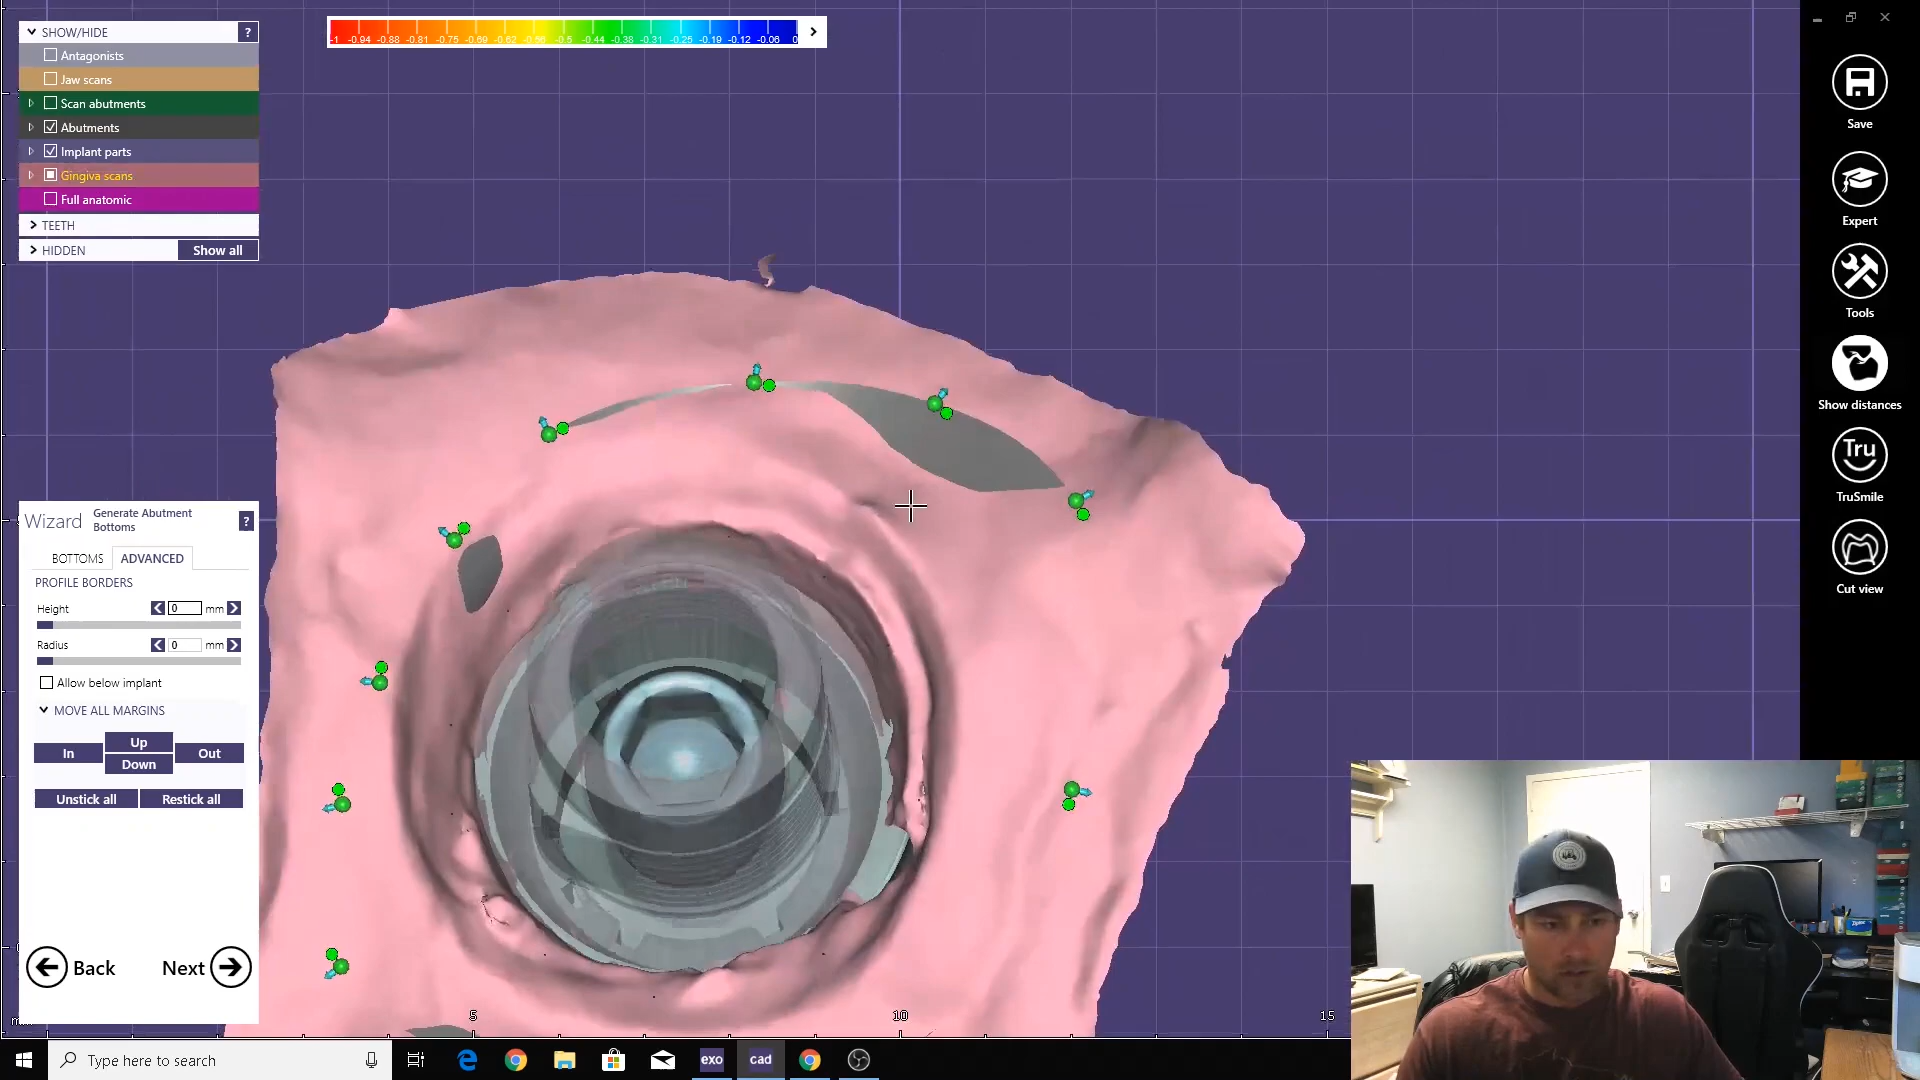 SHOW/HIDE ?
Antagonists
Jaw scans
Scan abutments
Abutments
Implant parts
Gingiva scans
Full anatomic
TEETH
HIDDEN Show all
-1 -0.94 -0.88 -0.81 -0.75 -0.69 -0.62 -0.56 -0.5 -0.44 -0.38 -0.31 -0.25 -0.19 -0.12 -0.06 0
Save
Expert
Tools
Show distances
Tru
TruSmile
Cut view
Wizard Generate Abutment
Bottoms ?
BOTTOMS ADVANCED
PROFILE BORDERS
Height 0 mm
Radius 0 mm
Allow below implant
MOVE ALL MARGINS
In Up Out
Down
Unstick all Restick all
Back Next
5 10 15
Type here to search
exo cad